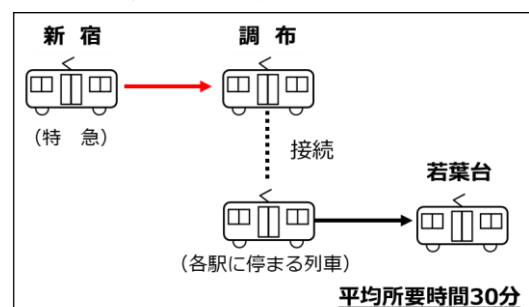 新 宿
調 布
（特　急）
接続
若葉台
（各駅に停まる列車）
平均所要時間30分